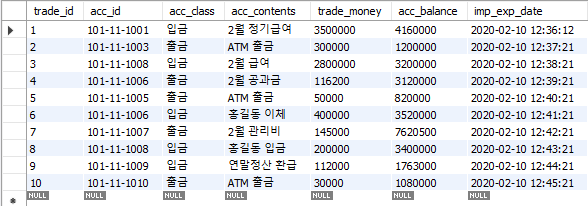 trade_id acc_id acc_class acc_contents trade_money acc_balance imp_exp_date
1 101-11-1001 입금 2월 정기급여 3500000 4160000 2020-02-10 12:36:12
2 101-11-1003 출금 ATM 출금 300000 1200000 2020-02-10 12:37:21
3 101-11-1008 입금 2월 급여 2800000 3200000 2020-02-10 12:38:21
4 101-11-1006 출금 2월 공과금 116200 3120000 2020-02-10 12:39:21
5 101-11-1005 출금 ATM 출금 50000 820000 2020-02-10 12:40:21
6 101-11-1006 입금 홍길동 이체 400000 3520000 2020-02-10 12:41:21
7 101-11-1007 출금 2월 관리비 145000 7620500 2020-02-10 12:42:21
8 101-11-1008 입금 홍길동 입금 200000 3400000 2020-02-10 12:43:21
9 101-11-1009 입금 연말정산 환급 112000 1763000 2020-02-10 12:44:21
10 101-11-1010 출금 ATM 출금 30000 1080000 2020-02-10 12:45:21
NULL NULL NULL NULL NULL NULL NULL